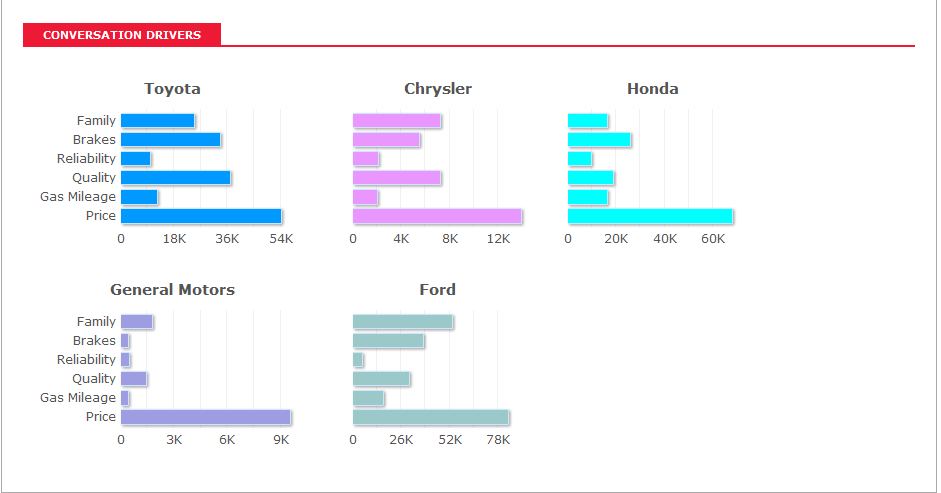 CONVERSATION DRIVERS
Toyota Chrysler Honda
Family
Brakes
Reliability
Quality
Gas Mileage
Price
0 18K 36K 54K 0 4K 8K 12K 0 20K 40K 60K
General Motors Ford
Family
Brakes
Reliability
Quality
Gas Mileage
Price
0 3K 6K 9K 0 26K 52K 78K